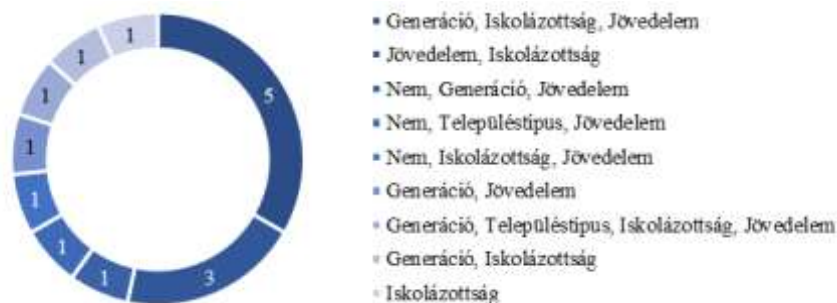 5
3
1
1
1
1
1
1
1
Generáció, Iskolázottság, Jövedelem
Jövedelem, Iskolázottság
Nem, Generáció, Jövedelem
Nem, Településtípus, Jövedelem
Nem, Iskolázottság, Jövedelem
Generáció, Jövedelem
Generáció, Településtípus, Iskolázottság, Jövedelem
Generáció, Iskolázottság
Iskolázottság